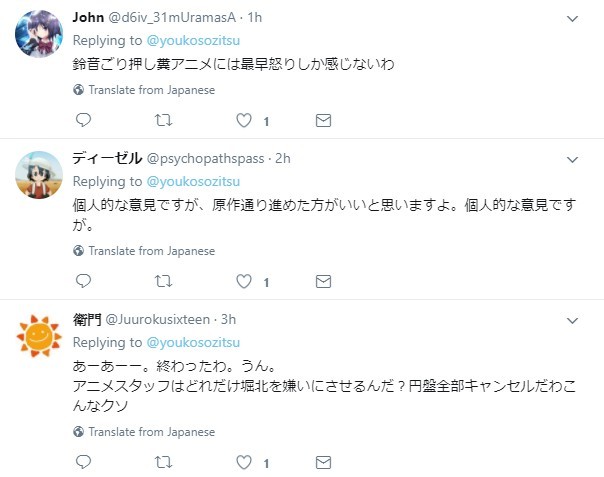 John @d6iv_31mUramasA · 1h
Replying to @youkosozitsu
鈴音ごり押し糞アニメには最早怒りしか感じないわ
Translate from Japanese
1
ディーゼル @psychopathspass · 2h
Replying to @youkosozitsu
個人的な意見ですが、原作通り進めた方がいいと思いますよ。個人的な意見です
が。
Translate from Japanese
1
衛門 @Juurokusixteen · 3h
Replying to @youkosozitsu
あーあーー。終わったわ。うん。
アニメスタッフはどれだけ堀北を嫌いにさせるんだ？円盤全部キャンセルだわこ
んなクソ
Translate from Japanese
1